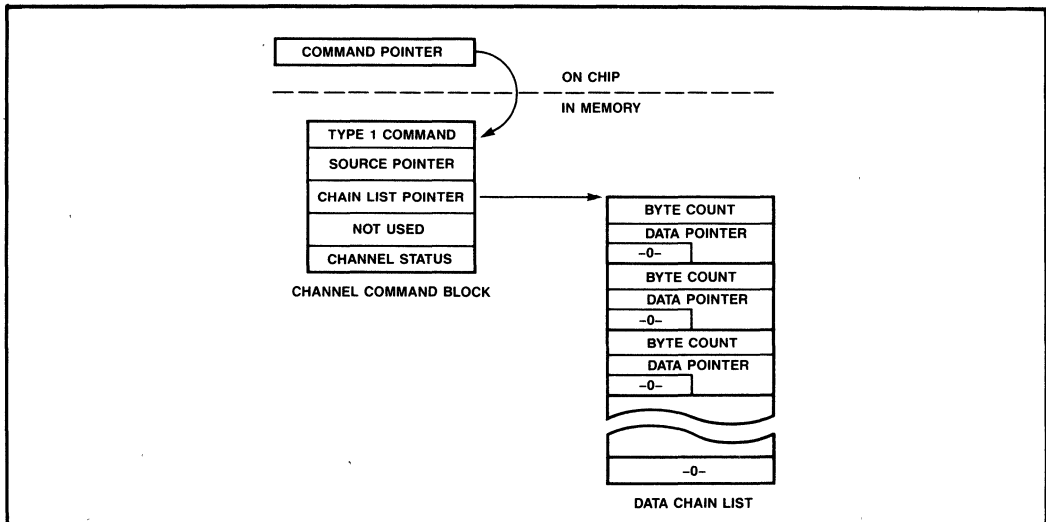 COMMAND POINTER
ON CHIP
IN MEMORY
TYPE 1 COMMAND
SOURCE POINTER
CHAIN LIST POINTER
NOT USED
CHANNEL STATUS
CHANNEL COMMAND BLOCK
BYTE COUNT
DATA POINTER
-0-
BYTE COUNT
DATA POINTER
-0-
BYTE COUNT
DATA POINTER
-0-
-0-
DATA CHAIN LIST